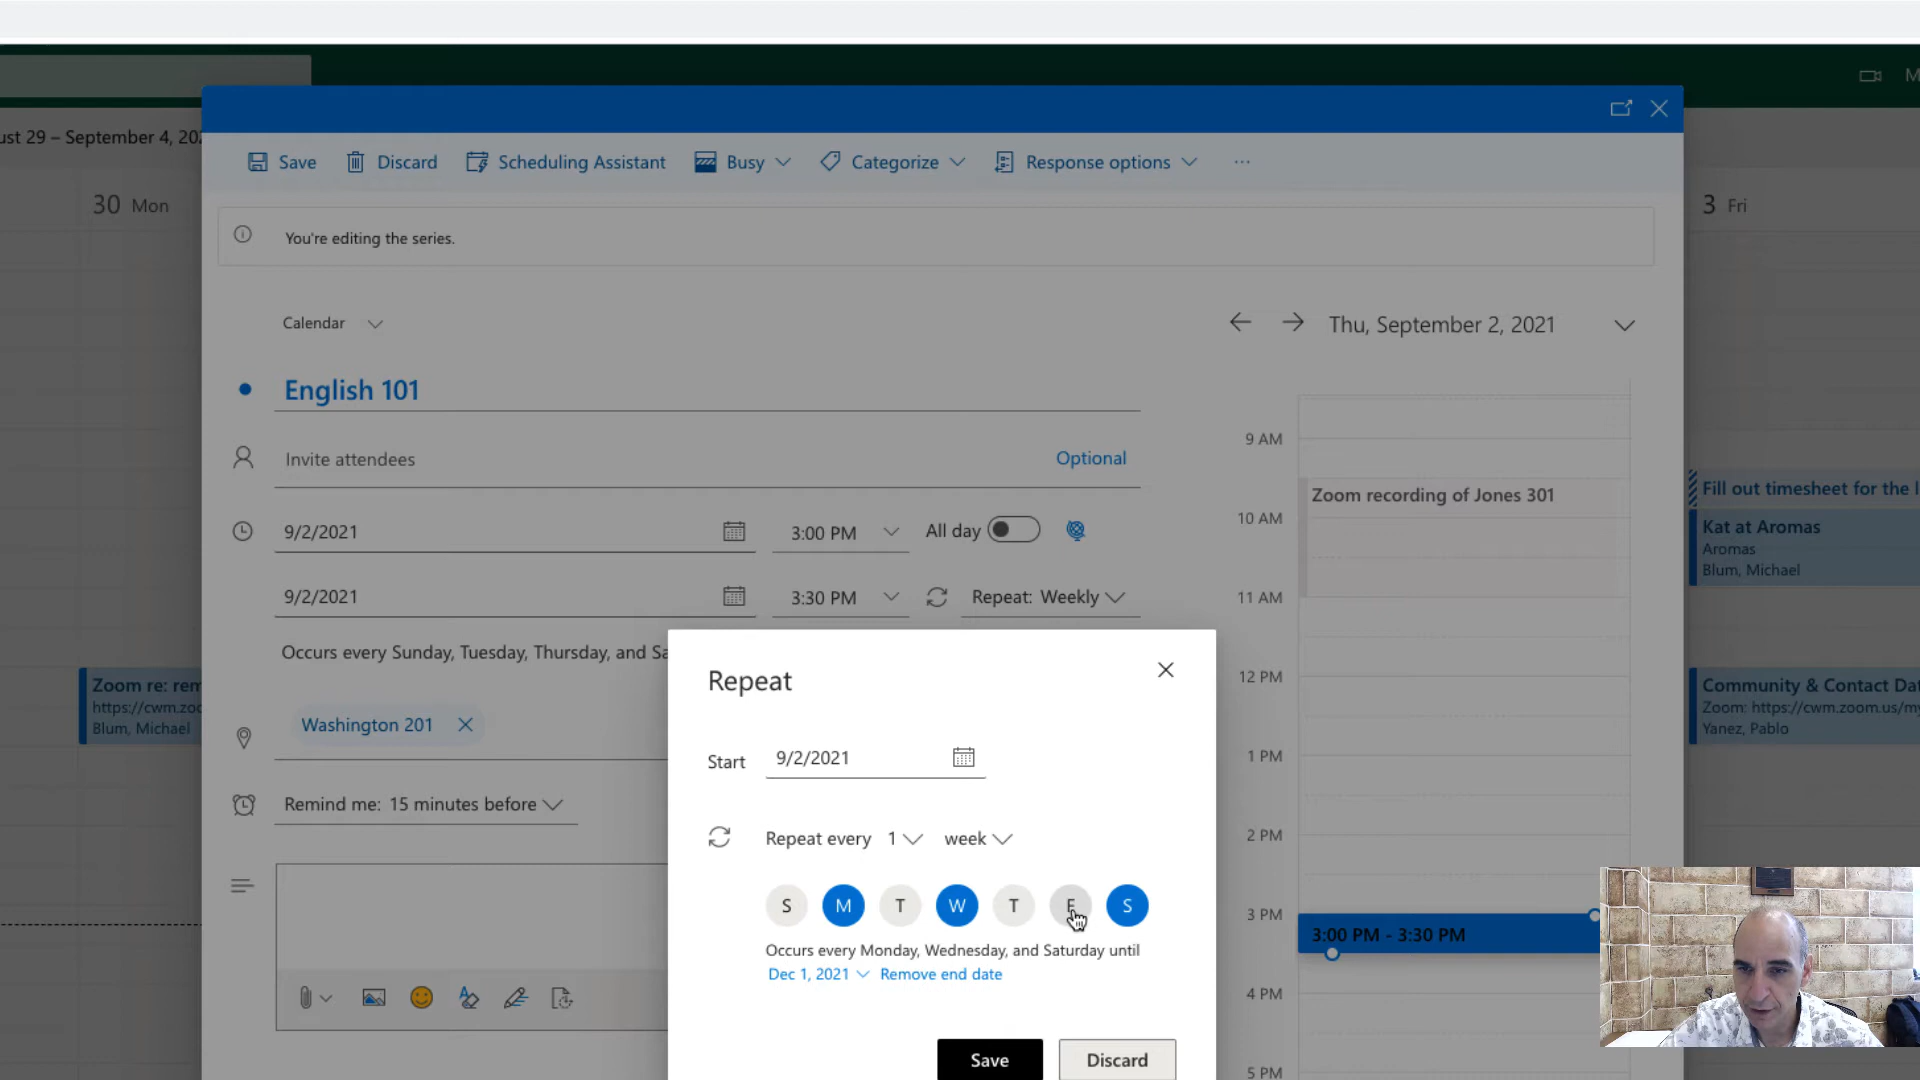 M
ust 29 – September 4, 202
Save Discard Scheduling Assistant Busy Categorize Response options ...
30 Mon
3 Fri
You're editing the series.
Calendar
Thu, September 2, 2021
English 101
Invite attendees Optional
9 AM
Zoom recording of Jones 301
10 AM
Fill out timesheet for the l
Kat at Aromas
Aromas
Blum, Michael
9/2/2021 3:00 PM All day
9/2/2021 3:30 PM Repeat: Weekly
11 AM
Occurs every Sunday, Tuesday, Thursday, and Sa
Zoom re: rem
https://cwm.zoo
Blum, Michael
Washington 201
12 PM
Community & Contact Dat
Zoom: https://cwm.zoom.us/my
Yanez, Pablo
Remind me: 15 minutes before
1 PM
2 PM
3 PM
3:00 PM - 3:30 PM
4 PM
5 PM
Repeat
Start 9/2/2021
Repeat every 1 week
S M T W T F S
Occurs every Monday, Wednesday, and Saturday until
Dec 1, 2021 Remove end date
Save Discard